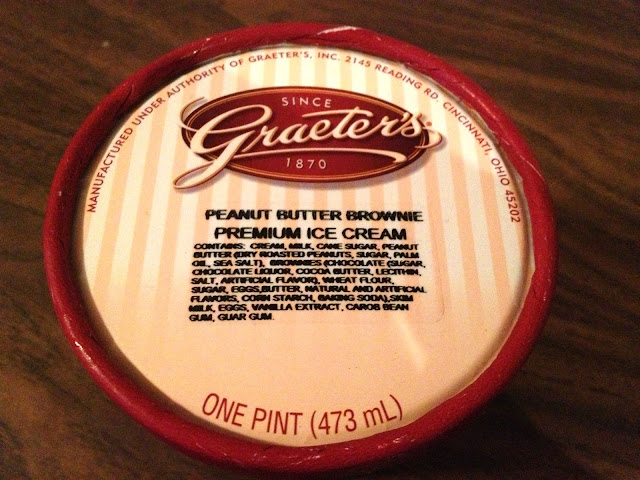 MANUFACTURED UNDER AUTHORITY OF GRAETER'S, INC. 2145 READING RD. CINCINNATI, OHIO 45202
SINCE
Graeter's
1870
PEANUT BUTTER BROWNIE
PREMIUM ICE CREAM
CONTAINS: CREAM, MILK, CANE SUGAR, PEANUT
BUTTER (DRY ROASTED PEANUTS, SUGAR, PALM
OIL, SEA SALT), BROWNIES (CHOCOLATE (SUGAR,
CHOCOLATE LIQUOR, COCOA BUTTER, LECITHIN,
SALT, ARTIFICIAL FLAVOR), WHEAT FLOUR,
SUGAR, EGGS,BUTTER, NATURAL AND ARTIFICIAL
FLAVORS, CORN STARCH, BAKING SODA),SKIM
MILK, EGGS, VANILLA EXTRACT, CAROB BEAN
GUM, GUAR GUM.
ONE PINT (473 mL)